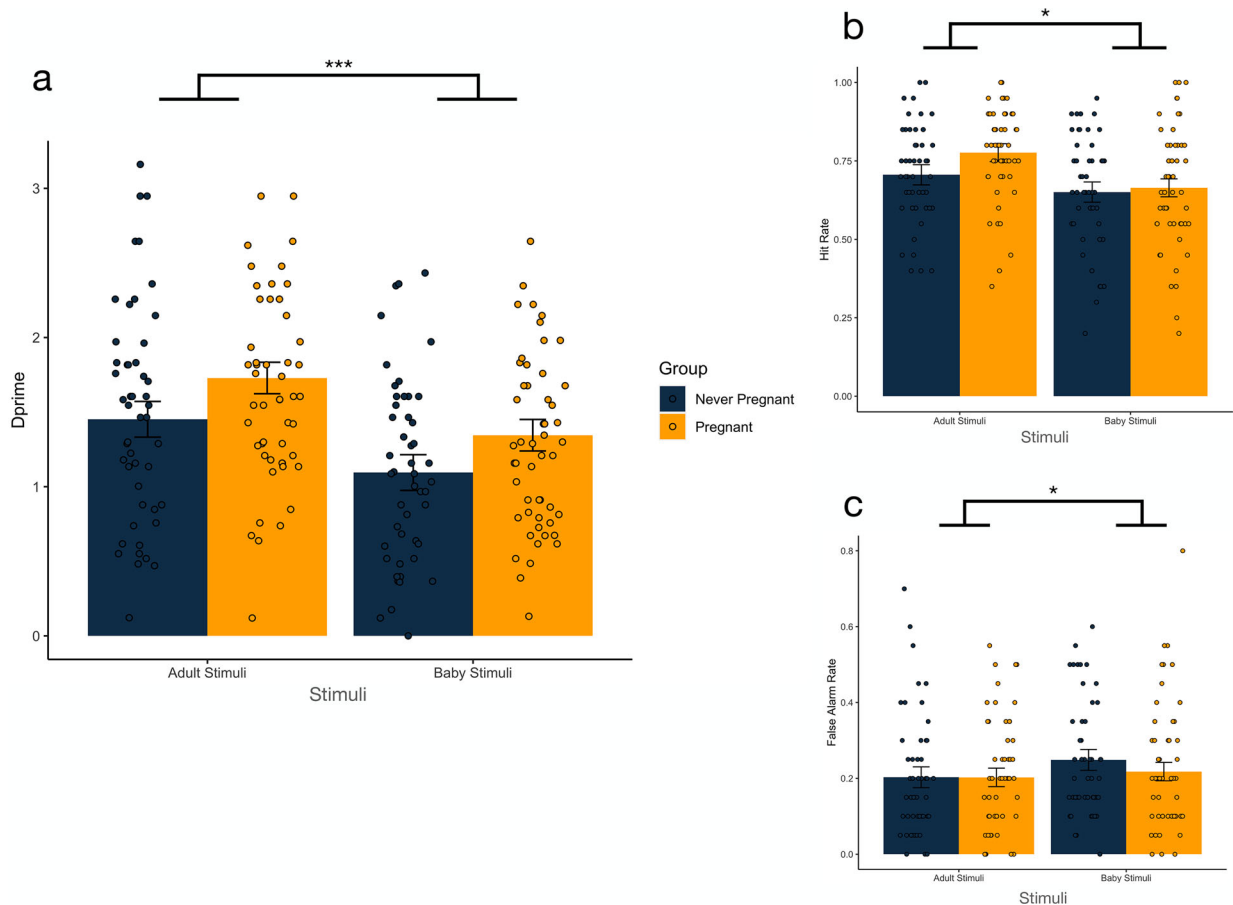 a
***
3
2
1
0
Dprime
Adult Stimuli
Baby Stimuli
Stimuli
Group
Never Pregnant
Pregnant
b
*
1.00
0.75
0.50
0.25
0.00
Hit Rate
Adult Stimuli
Baby Stimuli
Stimuli
c
*
0.8
0.6
0.4
0.2
0.0
False Alarm Rate
Adult Stimuli
Baby Stimuli
Stimuli